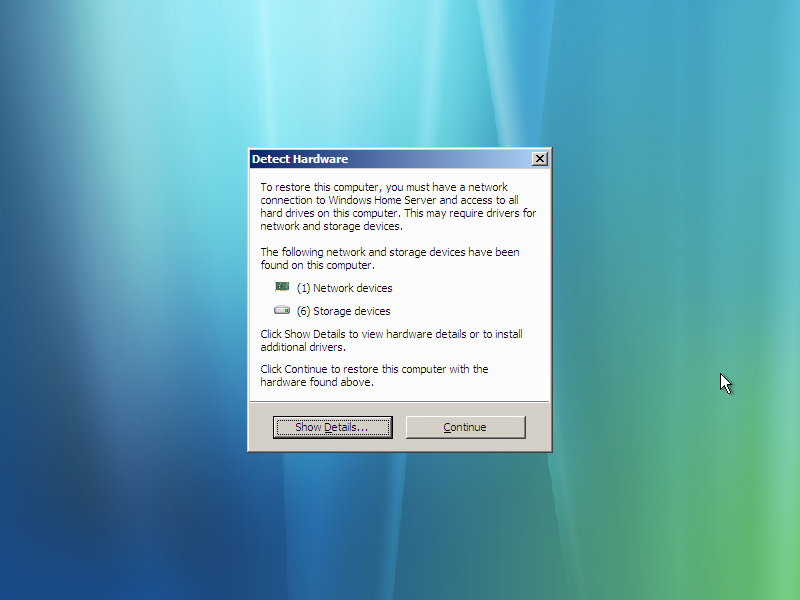 Detect Hardware
To restore this computer, you must have a network
connection to Windows Home Server and access to all
hard drives on this computer. This may require drivers for
network and storage devices.
The following network and storage devices have been
found on this computer.
(1) Network devices
(6) Storage devices
Click Show Details to view hardware details or to install
additional drivers.
Click Continue to restore this computer with the
hardware found above.
Show Details... Continue